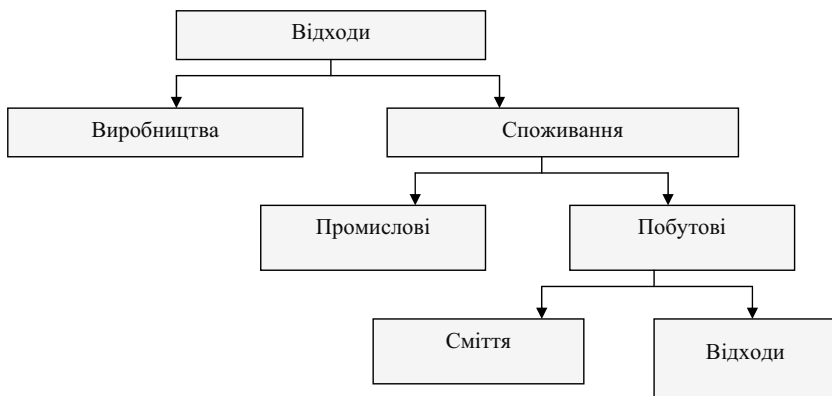 Відходи
Виробництва
Споживання
Промислові
Побутові
Сміття
Відходи